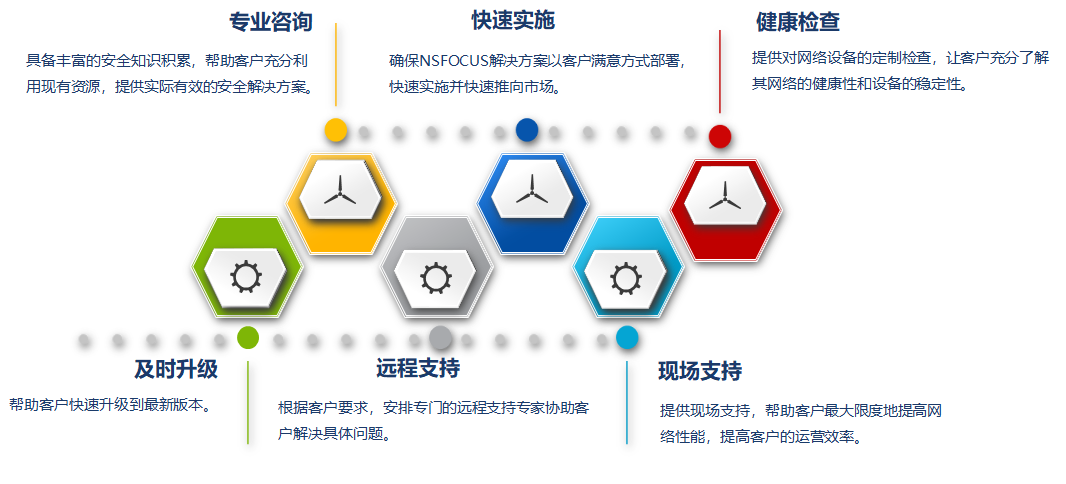 专业咨询
具备丰富的安全知识积累，帮助客户充分利
用现有资源，提供实际有效的安全解决方案。
快速实施
确保NSFOCUS解决方案以客户满意方式部署，
快速实施并快速推向市场。
健康检查
提供对网络设备的定制检查，让客户充分了解
其网络的健康性和设备的稳定性。
及时升级
帮助客户快速升级到最新版本。
远程支持
根据客户要求，安排专门的远程支持专家协助客
户解决具体问题。
现场支持
提供现场支持，帮助客户最大限度地提高网
络性能，提高客户的运营效率。